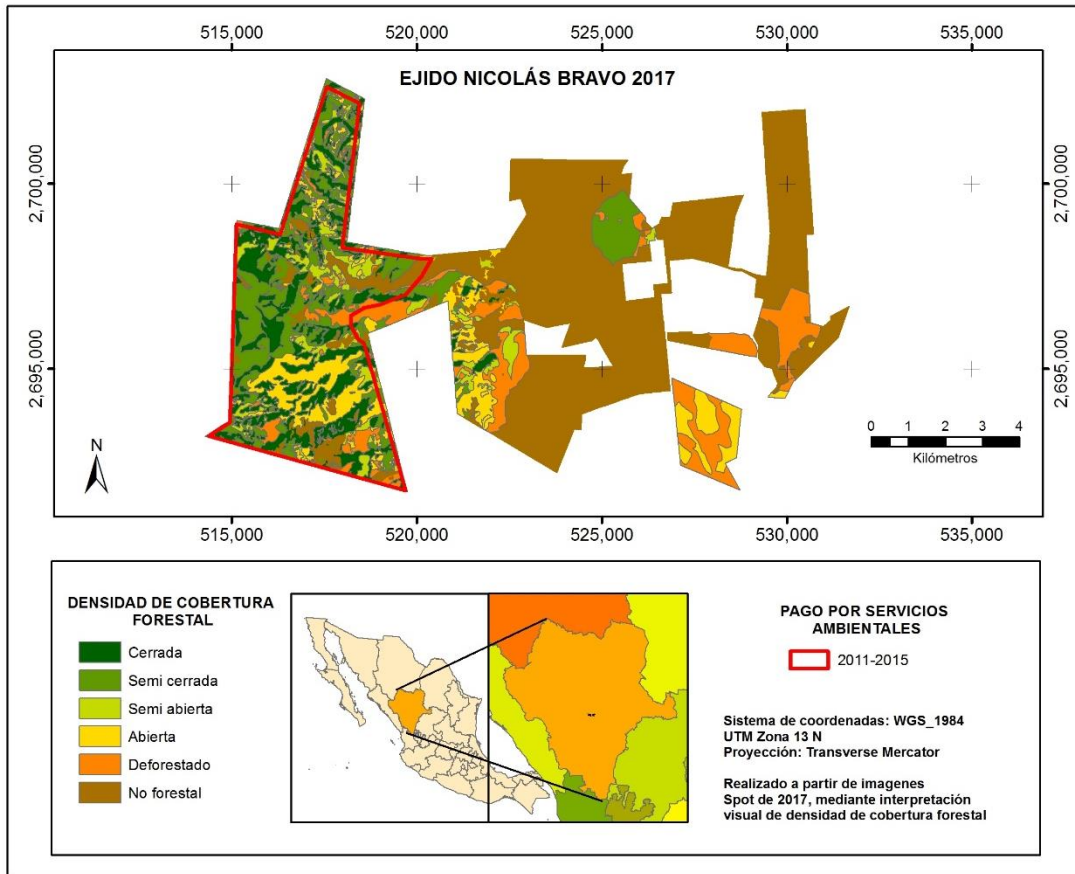 515,000 520,000 525,000 530,000 535,000
EJIDO NICOLÁS BRAVO 2017
2,700,000 2,700,000
2,695,000 2,695,000
N
0 0.5 1 2 3 4
Kilómetros
515,000 520,000 525,000 530,000 535,000
DENSIDAD DE COBERTURA
FORESTAL
Cerrada
Semi cerrada
Semi abierta
Abierta
Deforestado
No forestal
PAGO POR SERVICIOS
AMBIENTALES
2011-2015
Sistema de coordenadas: WGS_1984
UTM Zona 13 N
Proyección: Transverse Mercator
Realizado a partir de imagenes
Spot de 2017, mediante interpretación
visual de densidad de cobertura forestal